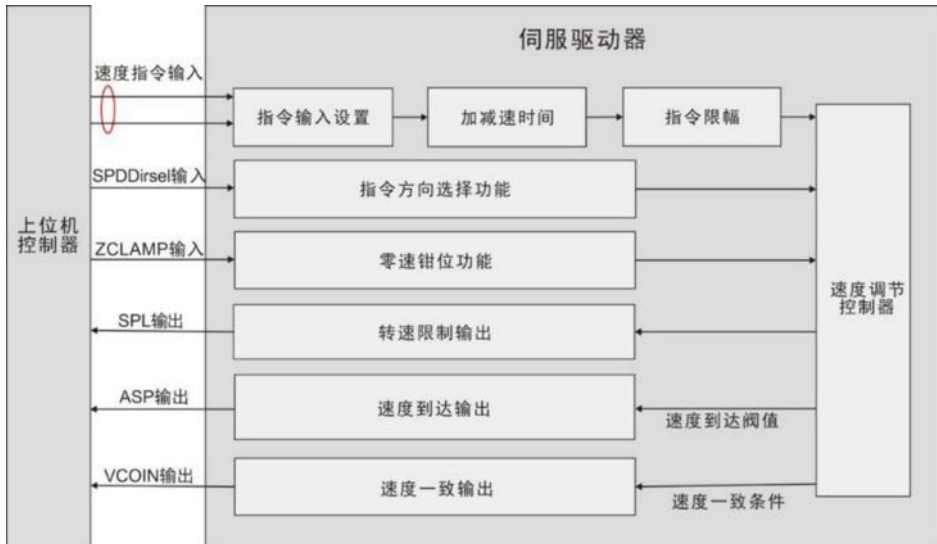 伺服驱动器
速度指令输入
指令输入设置
加减速时间
指令限幅
SPDDirsel输入
指令方向选择功能
上位机
控制器
ZCLAMP输入
零速钳位功能
速度调节
控制器
SPL输出
转速限制输出
ASP输出
速度到达输出
速度到达阀值
VCOIN输出
速度一致输出
速度一致条件